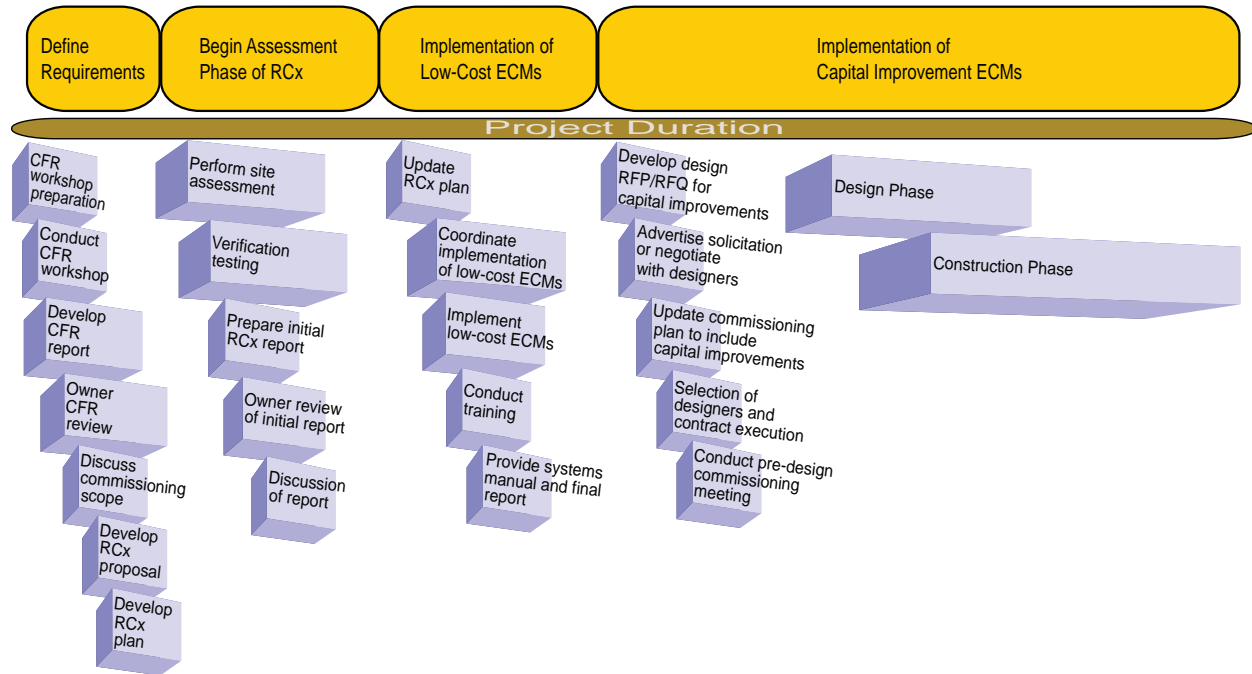 Define
Requirements
Begin Assessment
Phase of RCx
Implementation of
Low-Cost ECMs
Implementation of
Capital Improvement ECMs
Project Duration
CFR
workshop
preparation
Conduct
CFR
workshop
Develop
CFR
report
Owner
CFR
review
Discuss
commissioning
scope
Develop
RCx
proposal
Develop
RCx
plan
Perform site
assessment
Verification
testing
Prepare initial
RCx report
Owner review
of initial report
Discussion
of report
Update
RCx plan
Coordinate
implementation
of low-cost ECMs
Implement
low-cost ECMs
Conduct
training
Provide systems
manual and final
report
Develop design
RFP/RFQ for
capital improvements
Advertise solicitation
or negotiate
with designers
Update commissioning
plan to include
capital improvements
Selection of
designers and
contract execution
Conduct pre-design
commissioning
meeting
Design Phase
Construction Phase